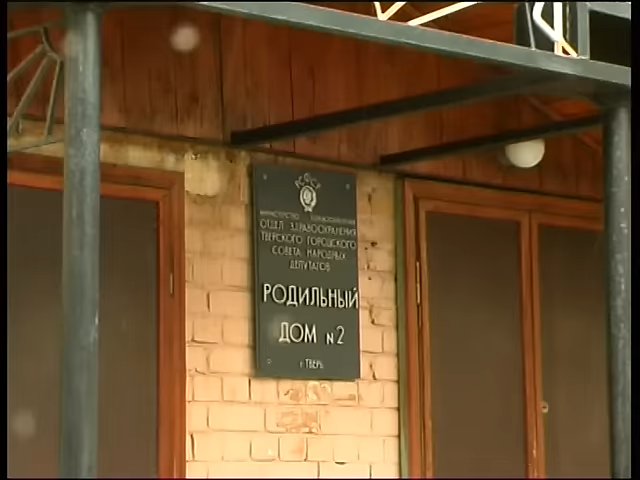 РСФСР
МИНИСТЕРСТВО ЗДРАВООХРАНЕНИЯ
ОТДЕЛ ЗДРАВООХРАНЕНИЯ
ТВЕРСКОГО ГОРОДСКОГО
СОВЕТА НАРОДНЫХ
ДЕПУТАТОВ
РОДИЛЬНЫЙ
ДОМ №2
г. ТВЕРЬ